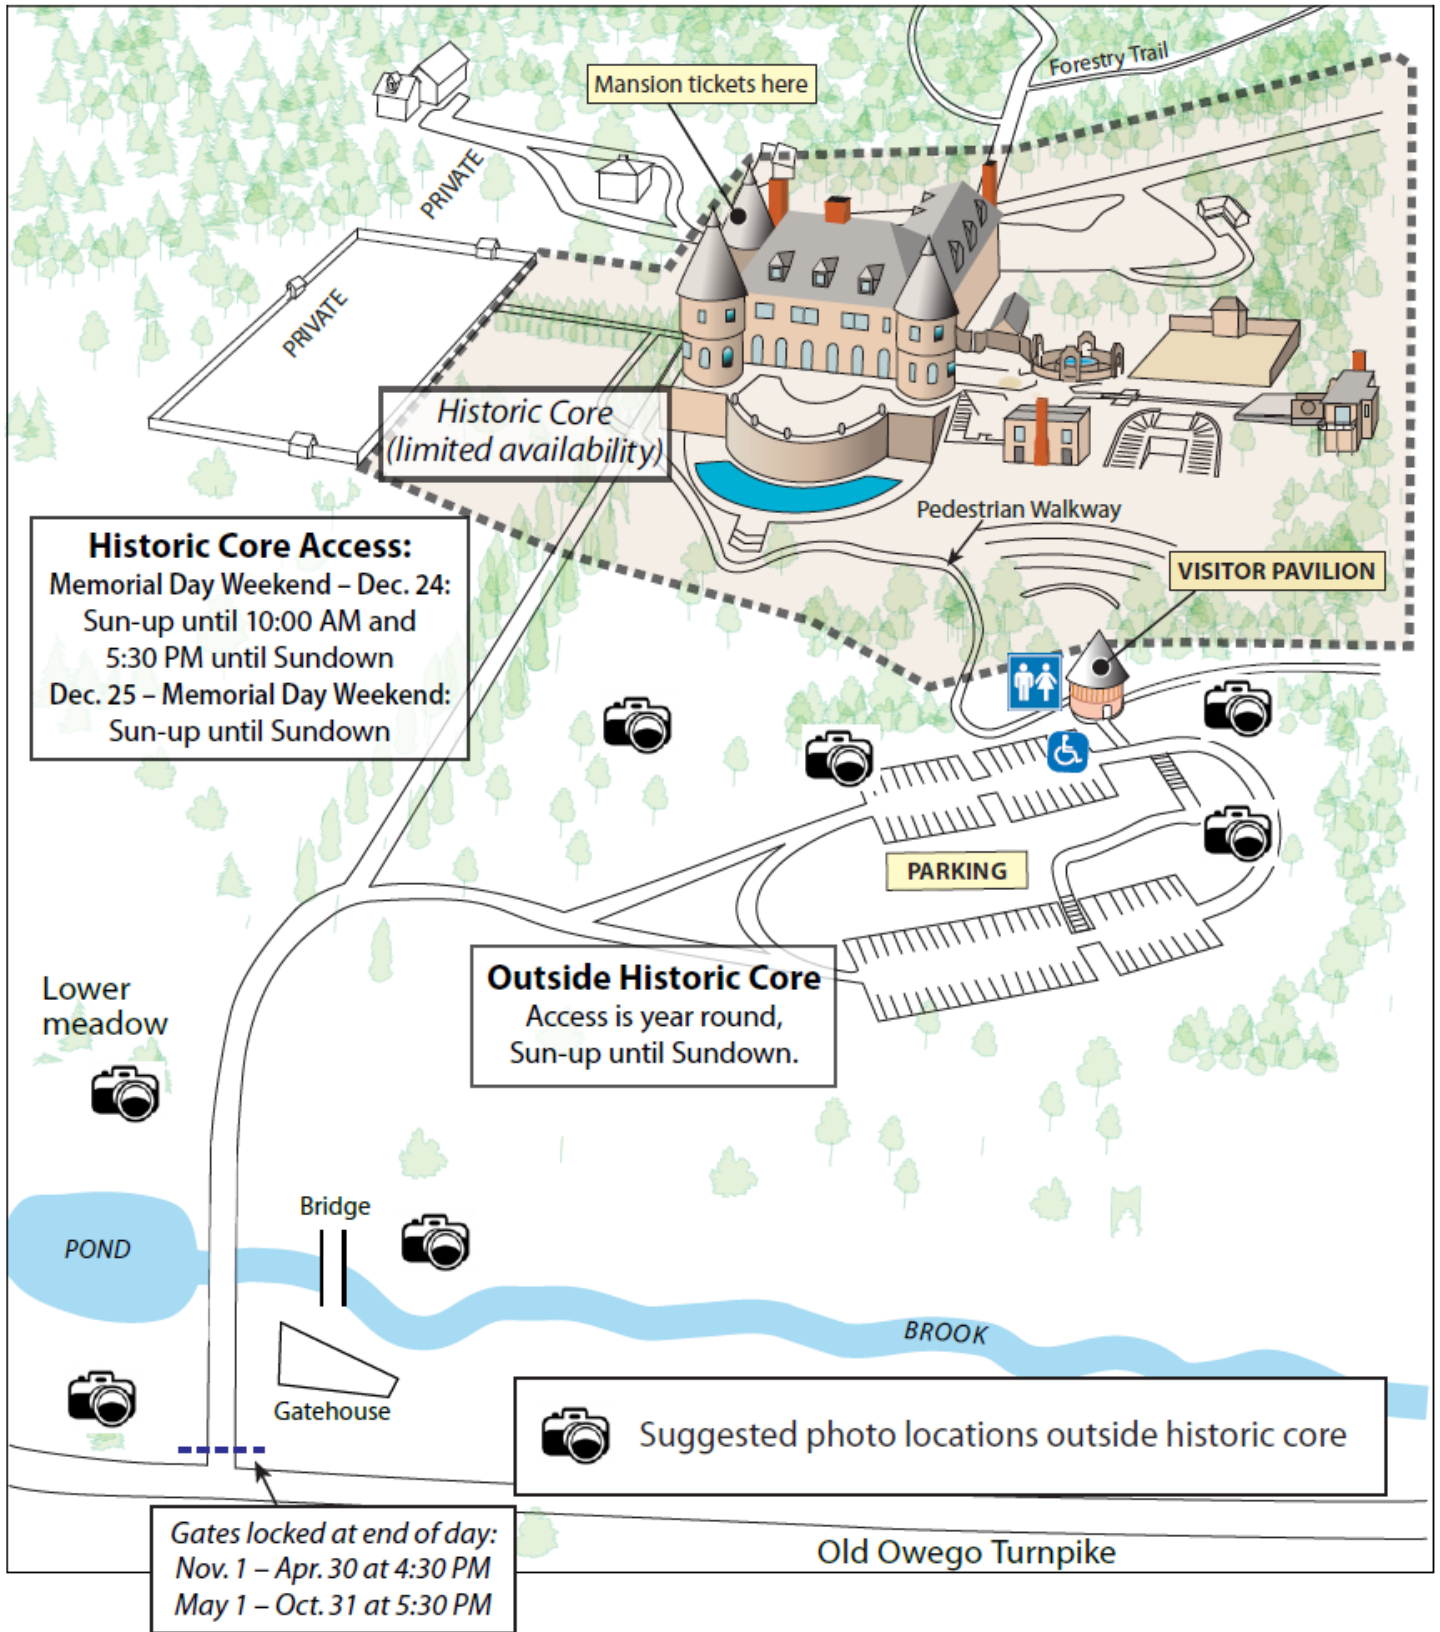 Forestry Trail
Mansion tickets here
PRIVATE
PRIVATE
Historic Core
(limited availability)
Pedestrian Walkway
Historic Core Access:
Memorial Day Weekend – Dec. 24:
Sun-up until 10:00 AM and
5:30 PM until Sundown
Dec. 25 – Memorial Day Weekend:
Sun-up until Sundown
VISITOR PAVILION
PARKING
Outside Historic Core
Access is year round,
Sun-up until Sundown.
Lower
meadow
Bridge
POND
BROOK
Gatehouse
Suggested photo locations outside historic core
Gates locked at end of day:
Nov. 1 – Apr. 30 at 4:30 PM
May 1 – Oct. 31 at 5:30 PM
Old Owego Turnpike